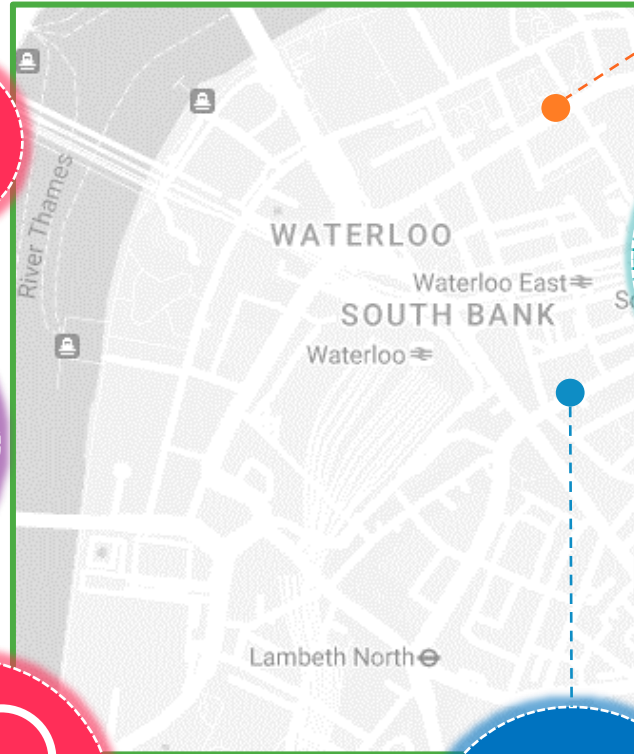 River Thames
WATERLOO
Waterloo East
SOUTH BANK
Waterloo
Lambeth North